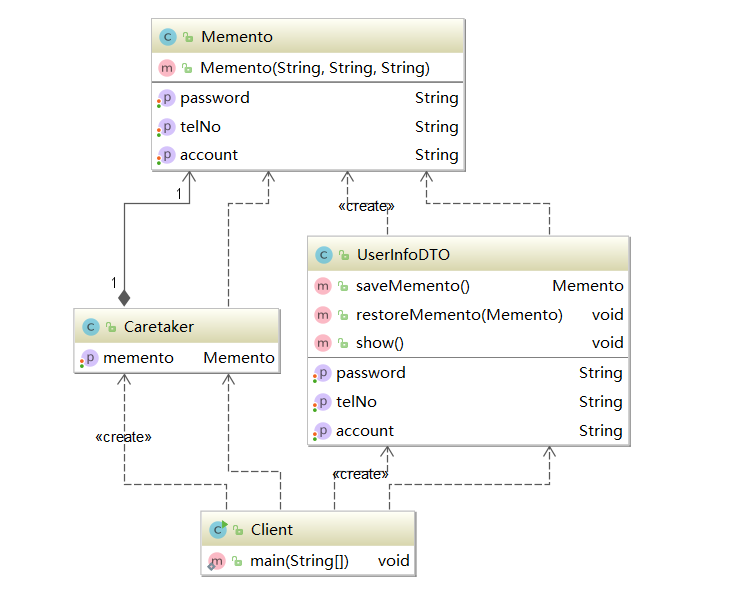 Memento
Memento(String, String, String)
password String
telNo String
account String
1
«create»
1
UserInfoDTO
saveMemento() Memento
restoreMemento(Memento) void
show() void
password String
telNo String
account String
Caretaker
memento Memento
«create»
«create»
Client
main(String[]) void